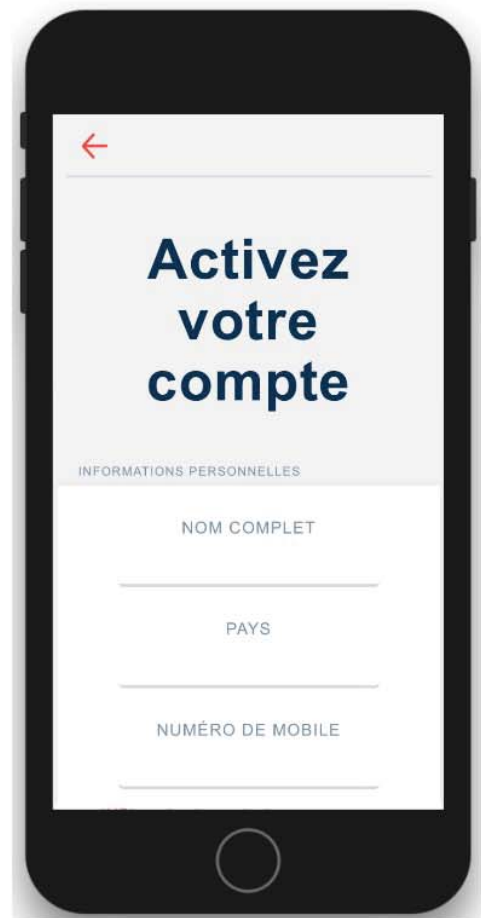 Activez
votre
compte
INFORMATIONS PERSONNELLES
NOM COMPLET
PAYS
NUMÉRO DE MOBILE